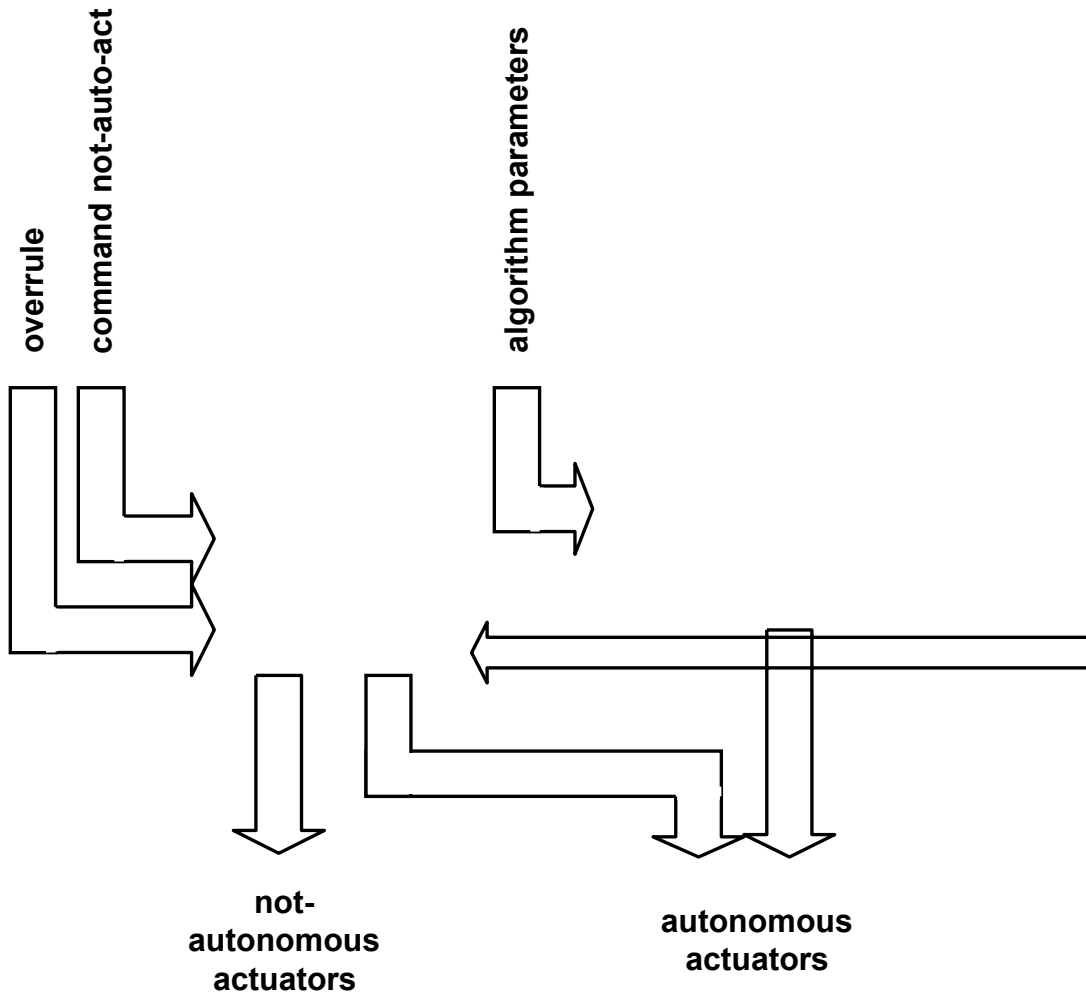 overrule
command not-auto-act
algorithm parameters
not-
autonomous
actuators
autonomous
actuators